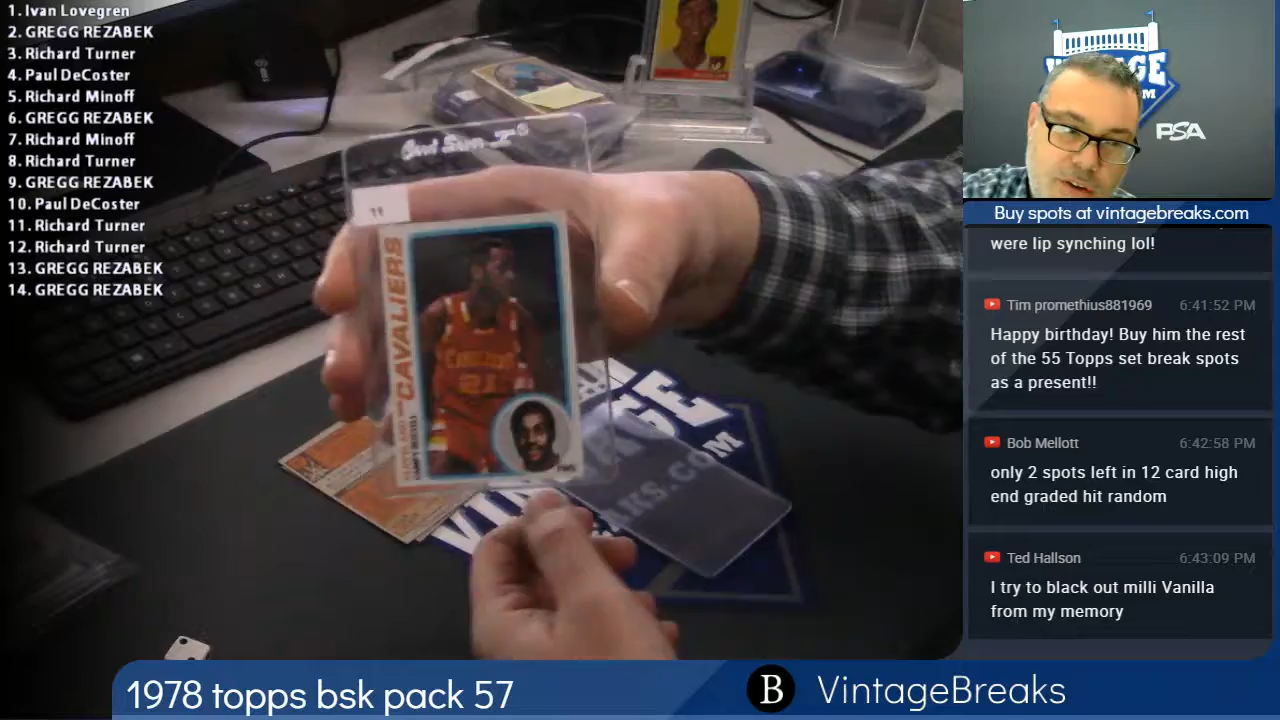 1. Ivan Lovegren
2. GREGG REZABEK
3. Richard Turner
4. Paul DeCoster
5. Richard Minoff
6. GREGG REZABEK
7. Richard Minoff
8. Richard Turner
9. GREGG REZABEK
10. Paul DeCoster
11. Richard Turner
12. Richard Turner
13. GREGG REZABEK
14. GREGG REZABEK
Card Saver I®
11
CAVALIERS
21
PSA
Buy spots at vintagebreaks.com
were lip synching lol!
Tim promethius881969 6:41:52 PM
Happy birthday! Buy him the rest
of the 55 Topps set break spots
as a present!!
Bob Mellott 6:42:58 PM
only 2 spots left in 12 card high
end graded hit random
Ted Hallson 6:43:09 PM
I try to black out milli Vanilla
from my memory
1978 topps bsk pack 57
B VintageBreaks